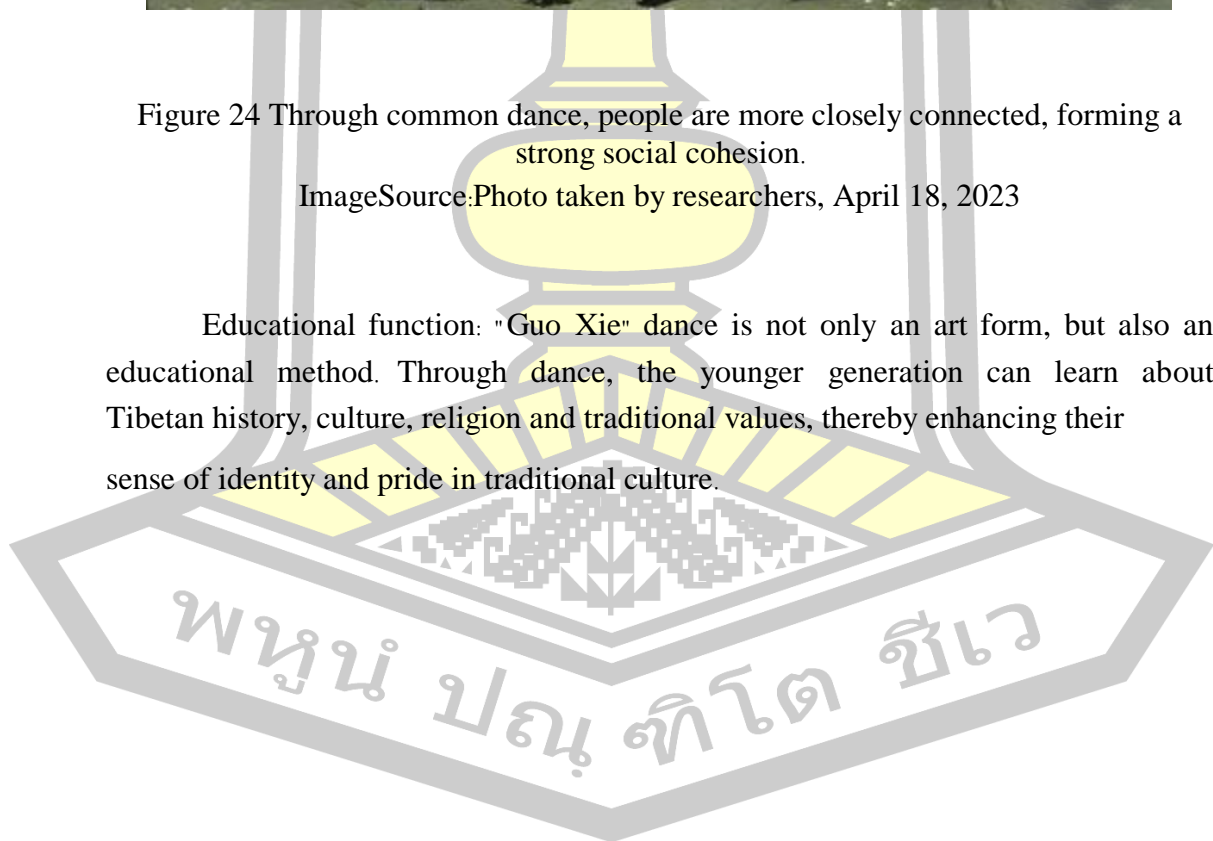 Figure 24 Through common dance, people are more closely connected, forming a
strong social cohesion.
ImageSource:Photo taken by researchers, April 18, 2023
Educational function: "Guo Xie" dance is not only an art form, but also an
educational method. Through dance, the younger generation can learn about
Tibetan history, culture, religion and traditional values, thereby enhancing their
sense of identity and pride in traditional culture.
พหูนํ ปณฺฑิโต ชีเว